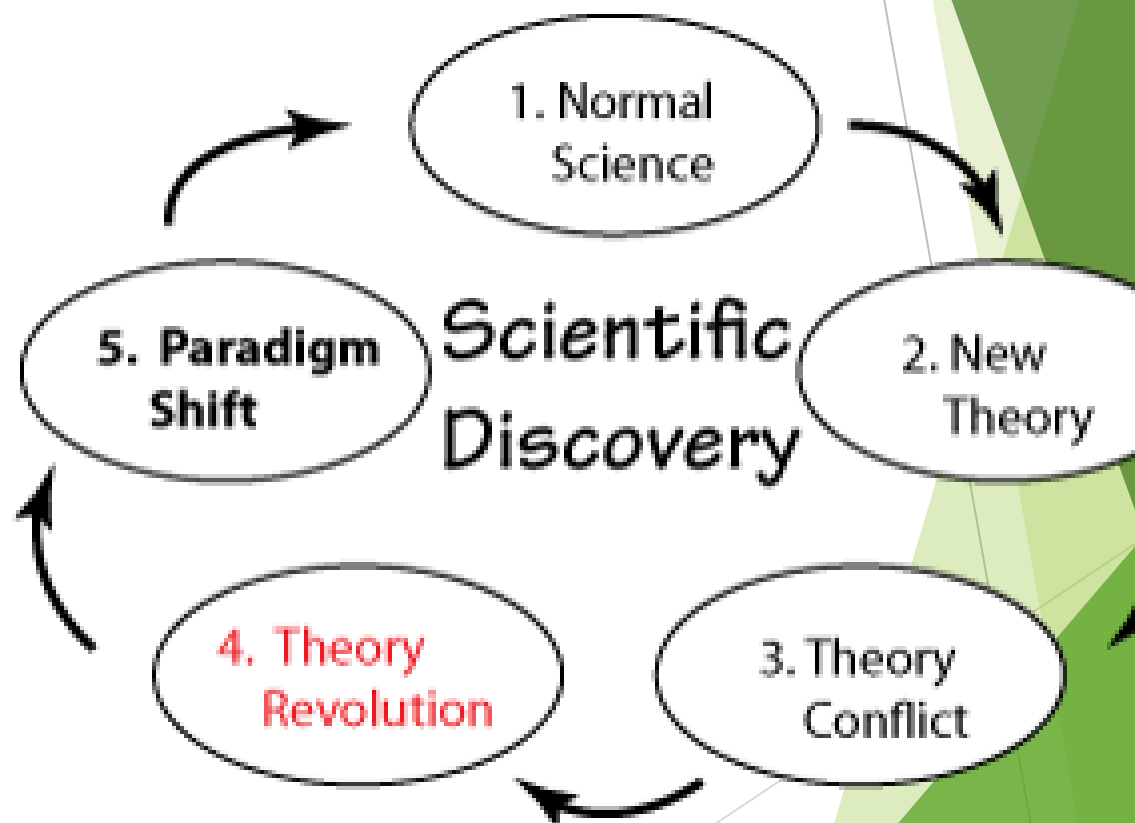 1. Normal
Science
Scientific
Discovery
2. New
Theory
3. Theory
Conflict
4. Theory
Revolution
5. Paradigm
Shift